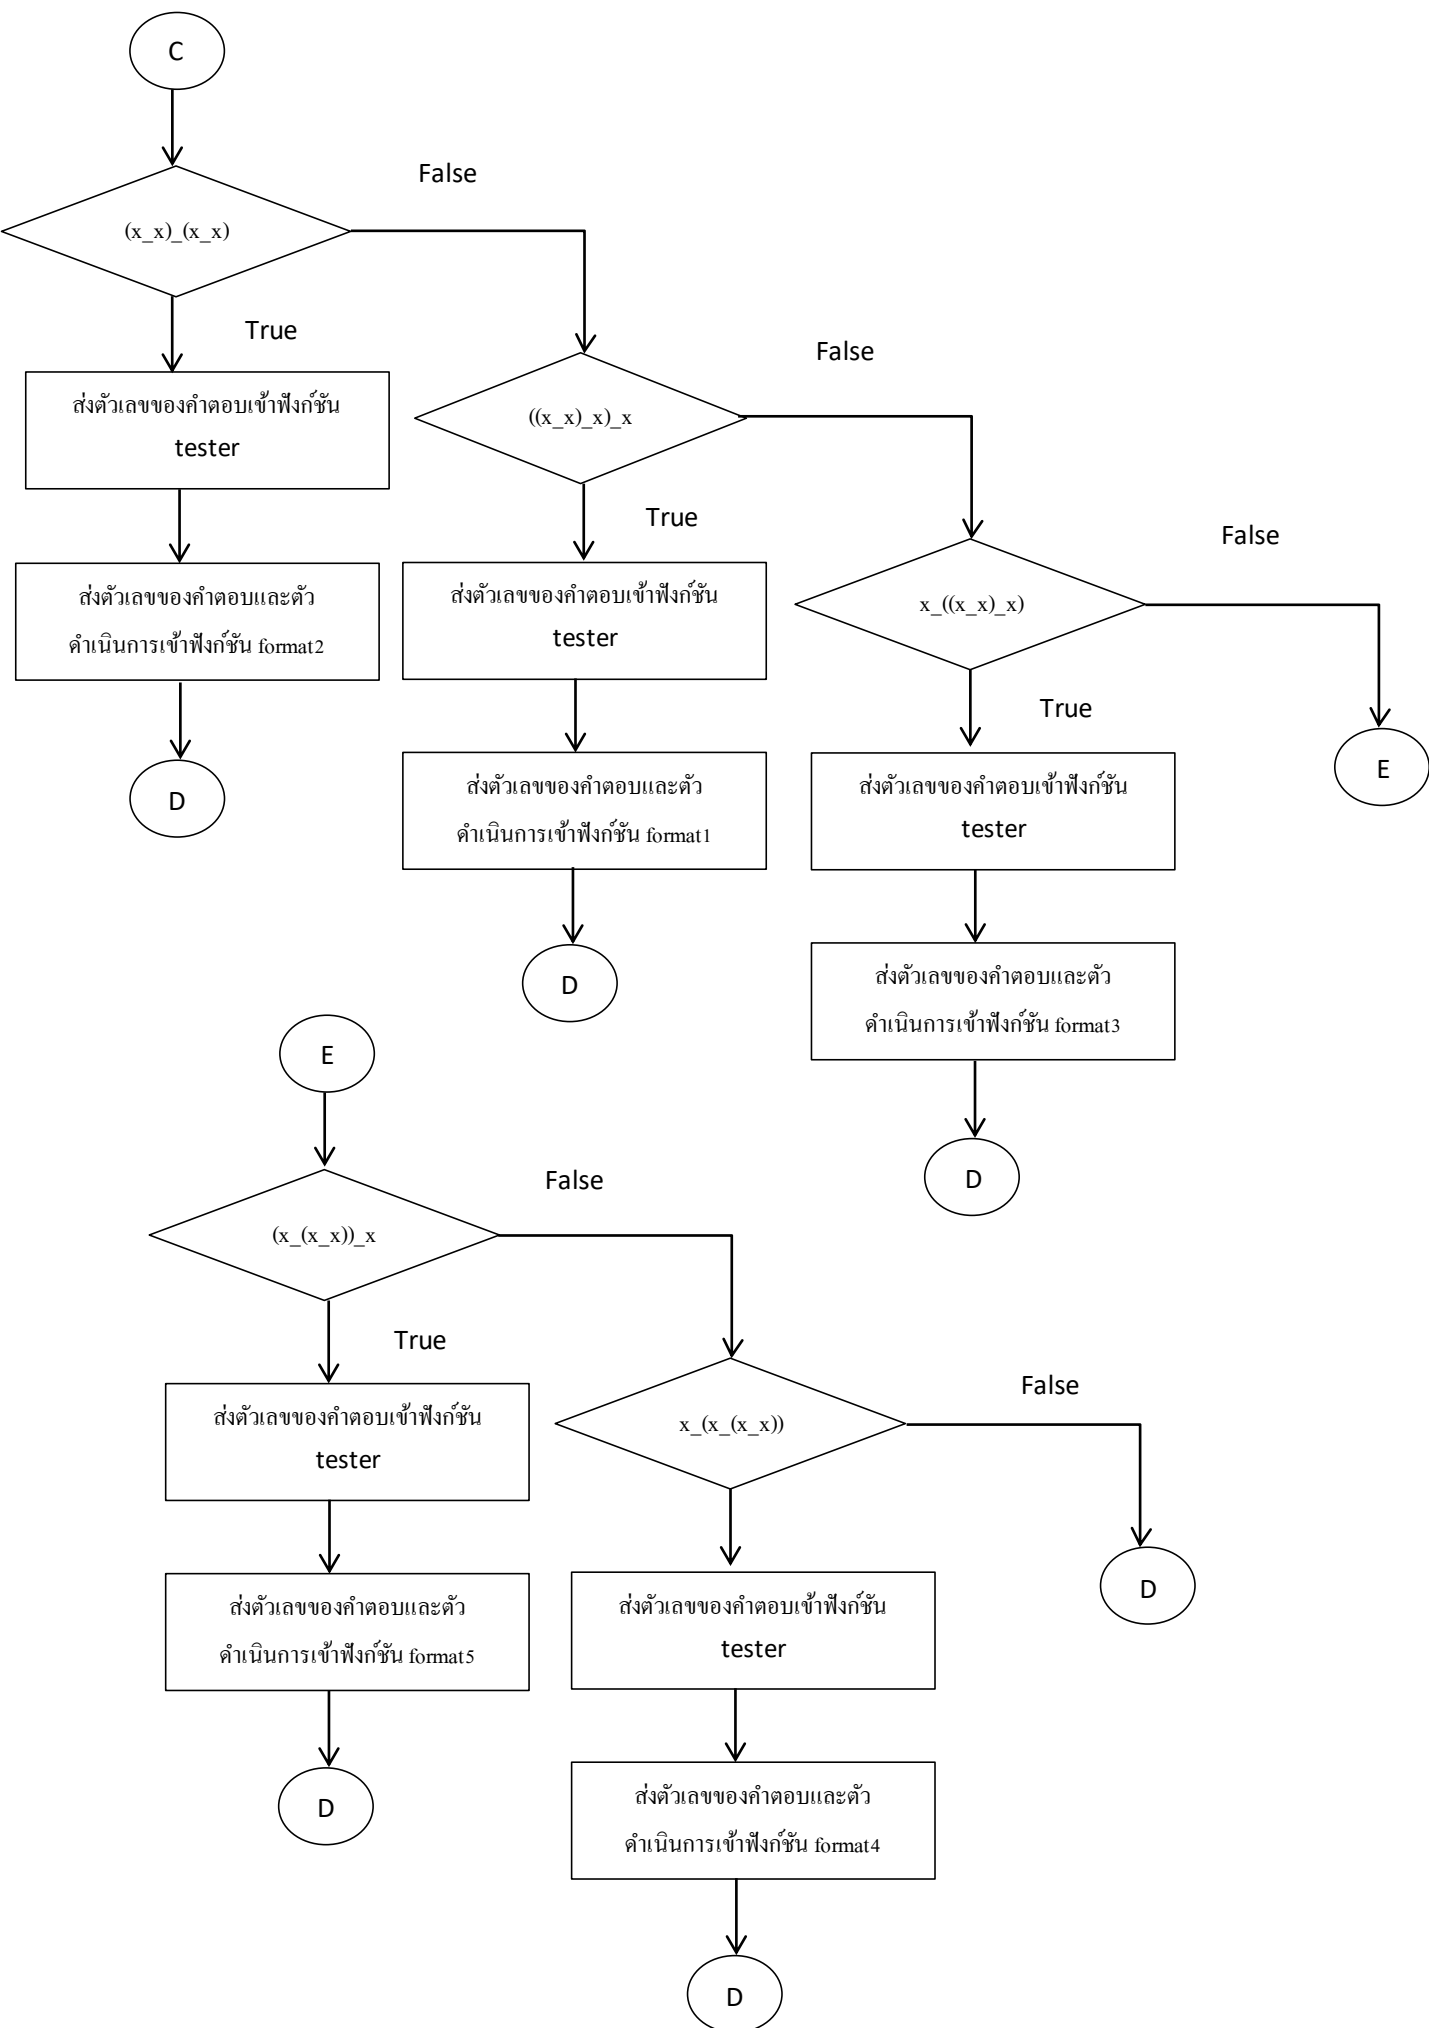 C
False
(x_x)_(x_x)
True
False
ส่งตัวเลขของคำตอบเข้าฟังก์ชัน
tester
((x_x)_x)_x
True
False
ส่งตัวเลขของคำตอบและตัว
ดำเนินการเข้าฟังก์ชัน format2
ส่งตัวเลขของคำตอบเข้าฟังก์ชัน
tester
x_((x_x)_x)
True
D
ส่งตัวเลขของคำตอบและตัว
ดำเนินการเข้าฟังก์ชัน format1
ส่งตัวเลขของคำตอบเข้าฟังก์ชัน
tester
E
D
ส่งตัวเลขของคำตอบและตัว
ดำเนินการเข้าฟังก์ชัน format3
E
D
False
(x_(x_x))_x
True
False
ส่งตัวเลขของคำตอบเข้าฟังก์ชัน
tester
x_(x_(x_x))
D
ส่งตัวเลขของคำตอบและตัว
ดำเนินการเข้าฟังก์ชัน format5
ส่งตัวเลขของคำตอบเข้าฟังก์ชัน
tester
D
ส่งตัวเลขของคำตอบและตัว
ดำเนินการเข้าฟังก์ชัน format4
D